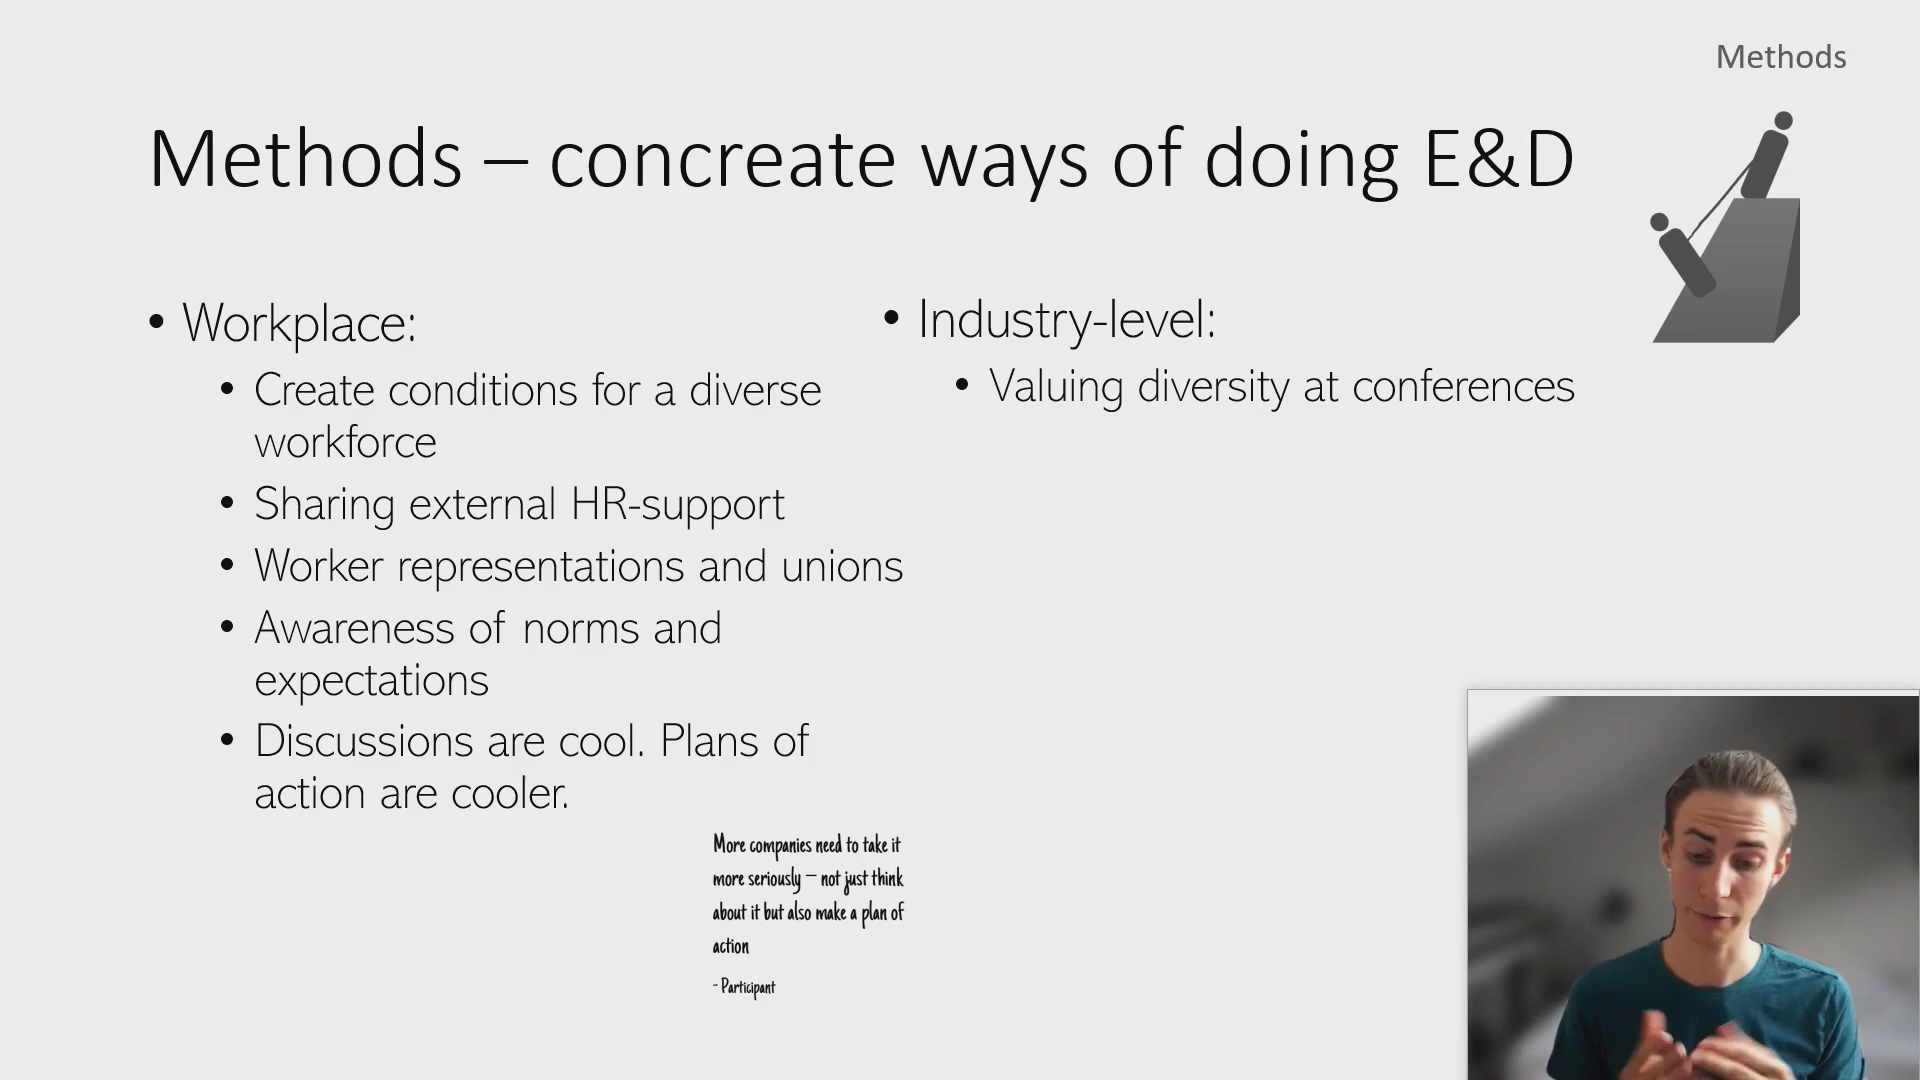 Methods
Methods – concreate ways of doing E&D
• Workplace:
• Create conditions for a diverse
workforce
• Sharing external HR-support
• Worker representations and unions
• Awareness of norms and
expectations
• Discussions are cool. Plans of
action are cooler.
More companies need to take it
more seriously – not just think
about it but also make a plan of
action
- Participant
• Industry-level:
• Valuing diversity at conferences